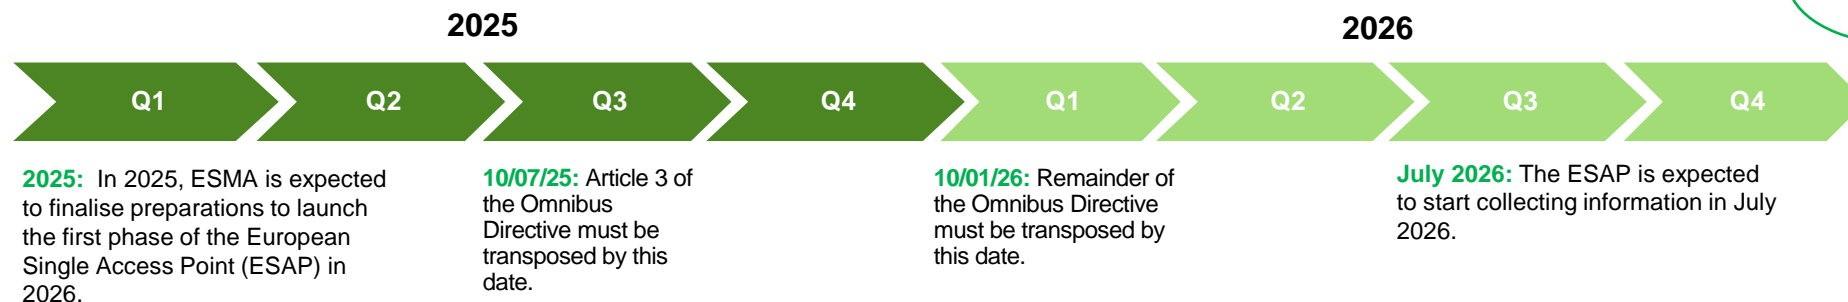 2025
2026
Q1
Q2
Q3
Q4
Q1
Q2
Q3
Q4
2025: In 2025, ESMA is expected
to finalise preparations to launch
the first phase of the European
Single Access Point (ESAP) in
2026.
10/07/25: Article 3 of
the Omnibus
Directive must be
transposed by this
date.
10/01/26: Remainder of
the Omnibus Directive
must be transposed by
this date.
July 2026: The ESAP is expected
to start collecting information in July
2026.